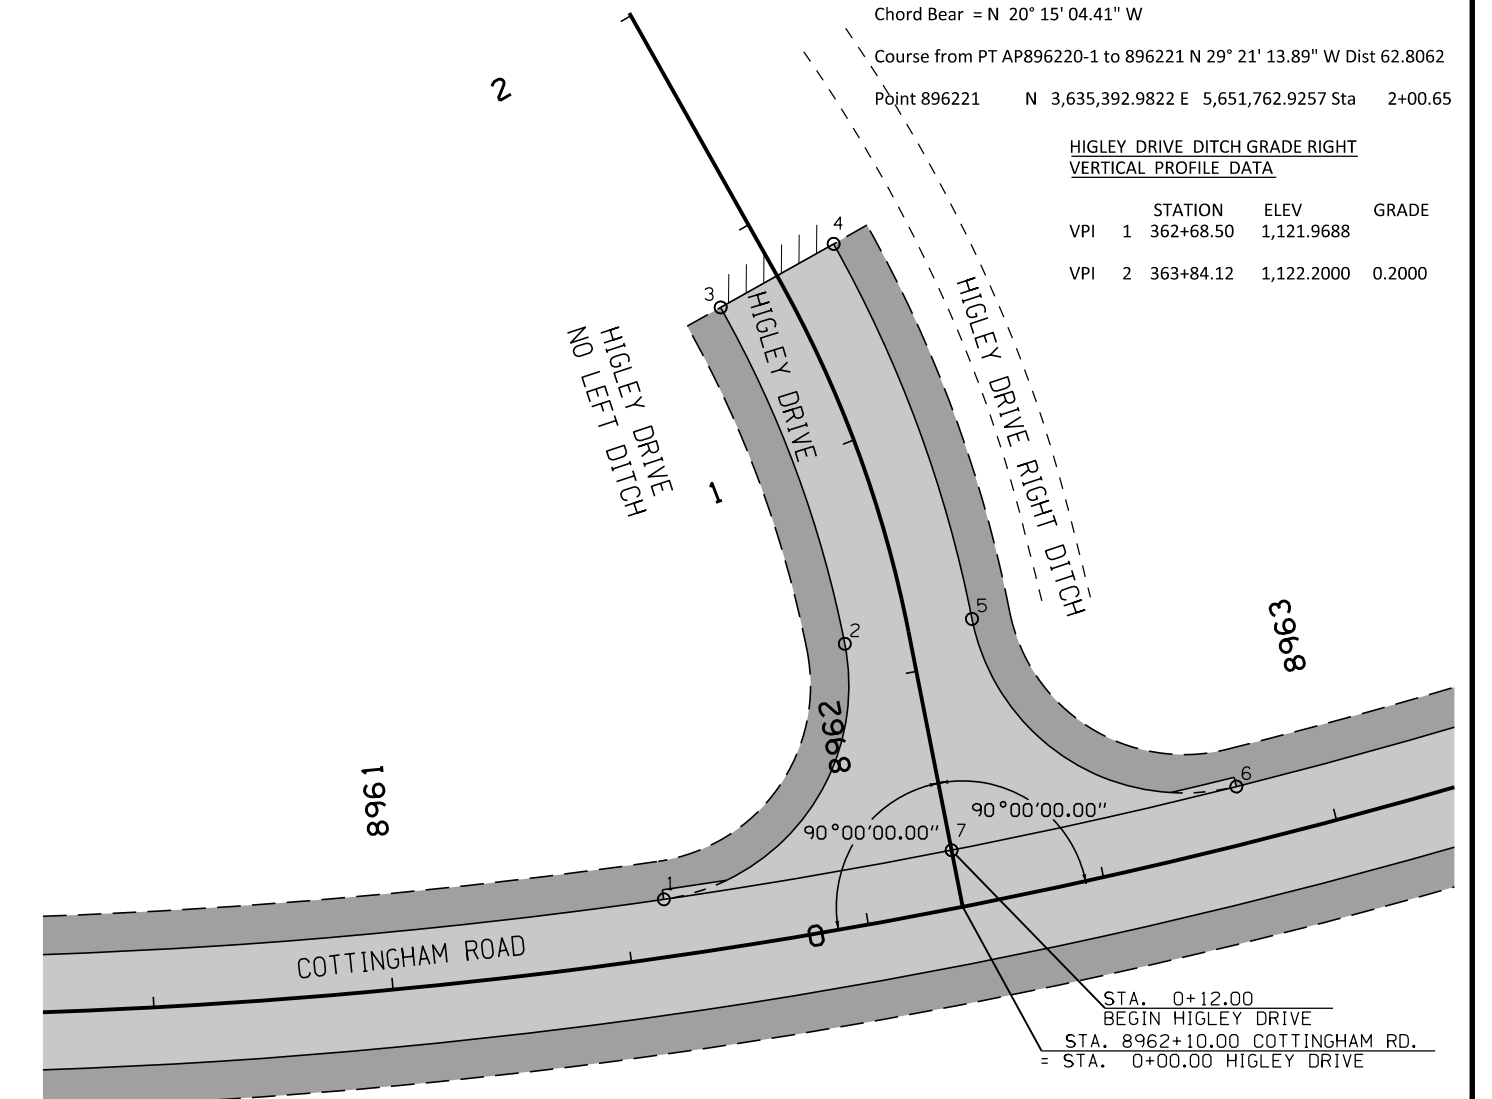 Chord Bear = N 20° 15' 04.41" W
Course from PT AP896220-1 to 896221 N 29° 21' 13.89" W Dist 62.8062
Point 896221 N 3,635,392.9822 E 5,651,762.9257 Sta 2+00.65
HIGLEY DRIVE DITCH GRADE RIGHT
VERTICAL PROFILE DATA
STATION ELEV GRADE
VPI 1 362+68.50 1,121.9688
VPI 2 363+84.12 1,122.2000 0.2000
2
4
3
HIGLEY DRIVE
HIGLEY DRIVE
NO LEFT DITCH
HIGLEY DRIVE RIGHT DITCH
1
5
2
8963
8962
8961
6
90°00'00.00"
90°00'00.00"
7
1
0
COTTINGHAM ROAD
STA. 0+12.00
BEGIN HIGLEY DRIVE
STA. 8962+10.00 COTTINGHAM RD.
= STA. 0+00.00 HIGLEY DRIVE